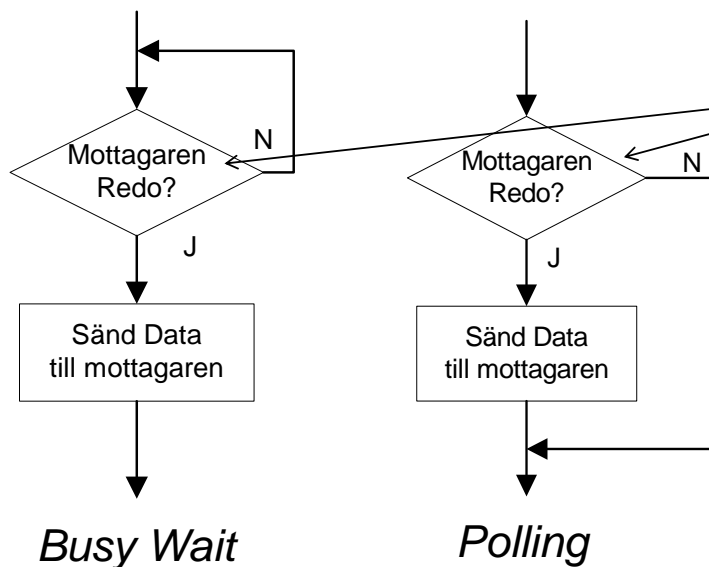 Mottagaren
Redo?
N
J
Sänd Data
till mottagaren
Busy Wait
Mottagaren
Redo?
N
J
Sänd Data
till mottagaren
Polling